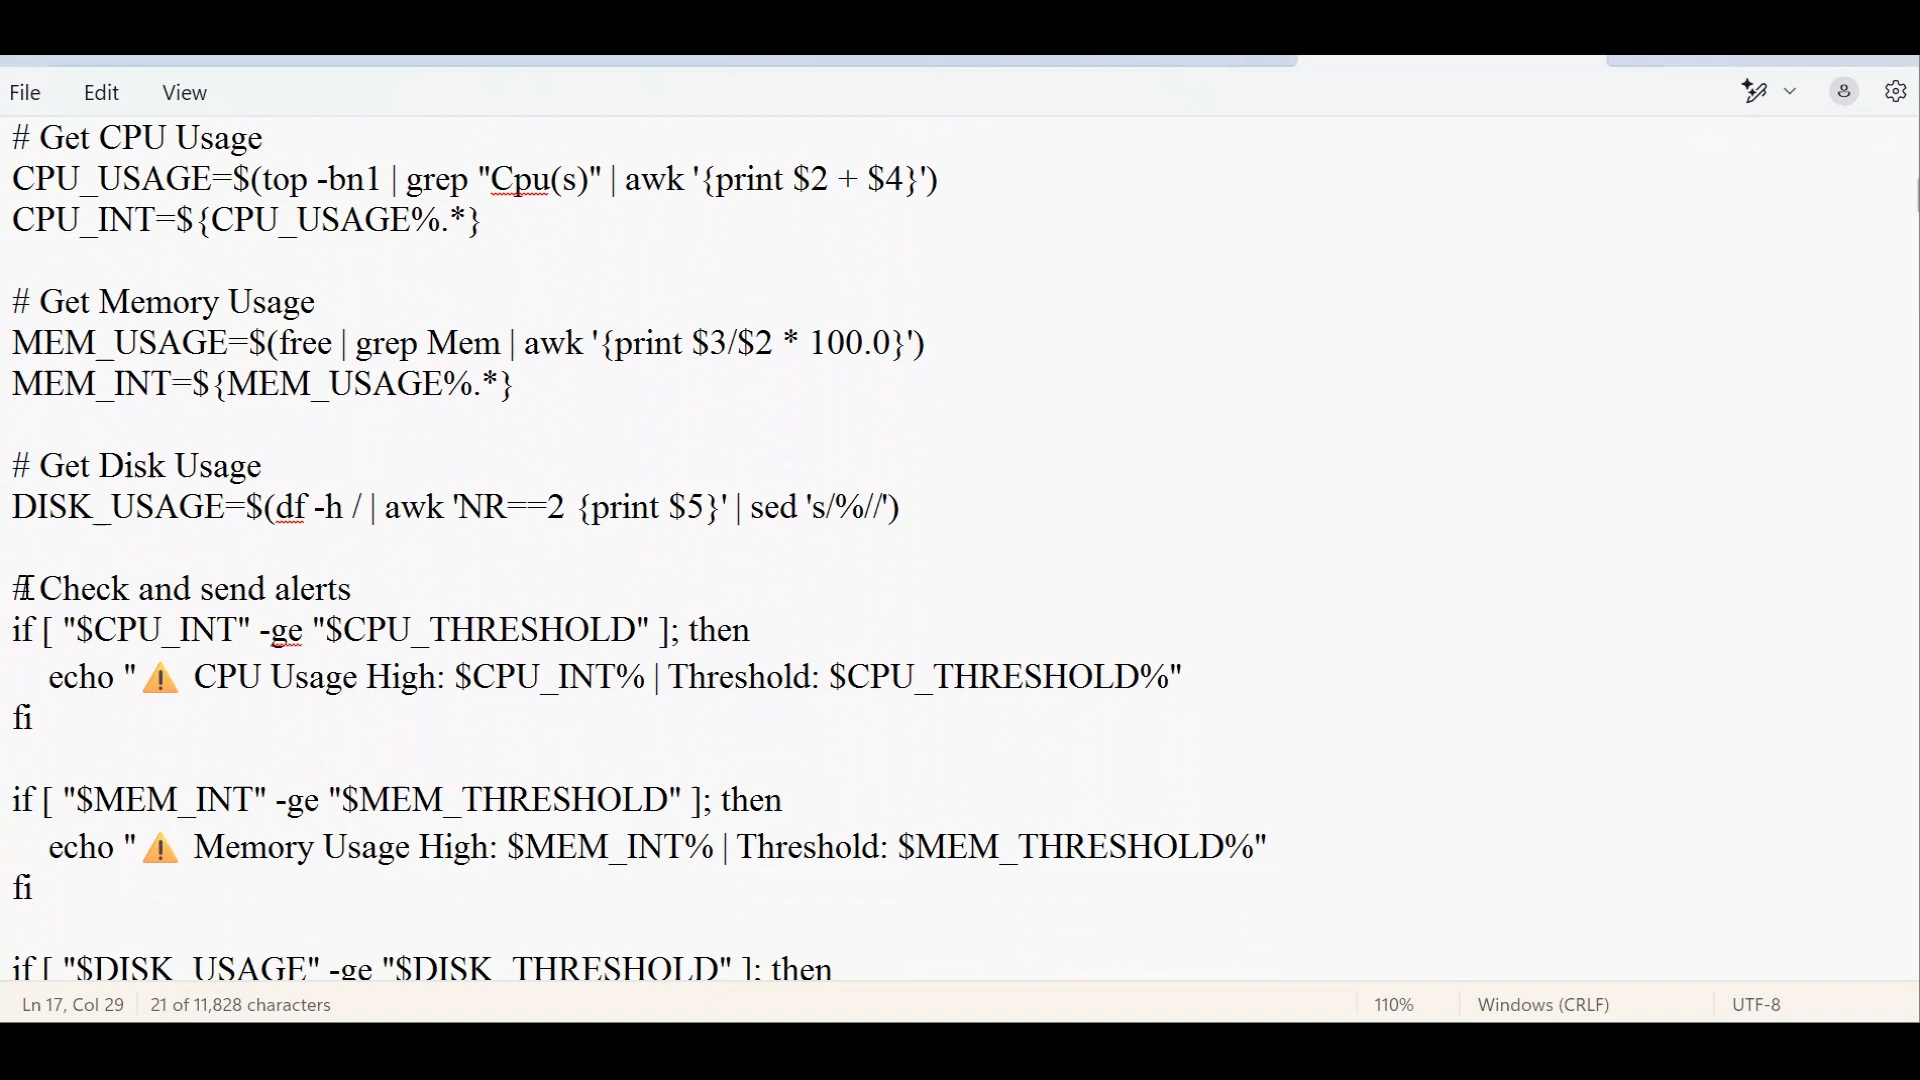 File Edit View
# Get CPU Usage
CPU_USAGE=$(top -bn1 | grep "Cpu(s)" | awk '{print $2 + $4}')
CPU_INT=${CPU_USAGE%.*}
# Get Memory Usage
MEM_USAGE=$(free | grep Mem | awk '{print $3/$2 * 100.0}')
MEM_INT=${MEM_USAGE%.*}
# Get Disk Usage
DISK_USAGE=$(df -h / | awk 'NR==2 {print $5}' | sed 's/%//')
# Check and send alerts
if [ "$CPU_INT" -ge "$CPU_THRESHOLD" ]; then
echo "⚠️ CPU Usage High: $CPU_INT% | Threshold: $CPU_THRESHOLD%"
fi
if [ "$MEM_INT" -ge "$MEM_THRESHOLD" ]; then
echo "⚠️ Memory Usage High: $MEM_INT% | Threshold: $MEM_THRESHOLD%"
fi
if [ "$DISK_USAGE" -ge "$DISK_THRESHOLD" ]; then
Ln 17, Col 29 21 of 11,828 characters 110% Windows (CRLF) UTF-8